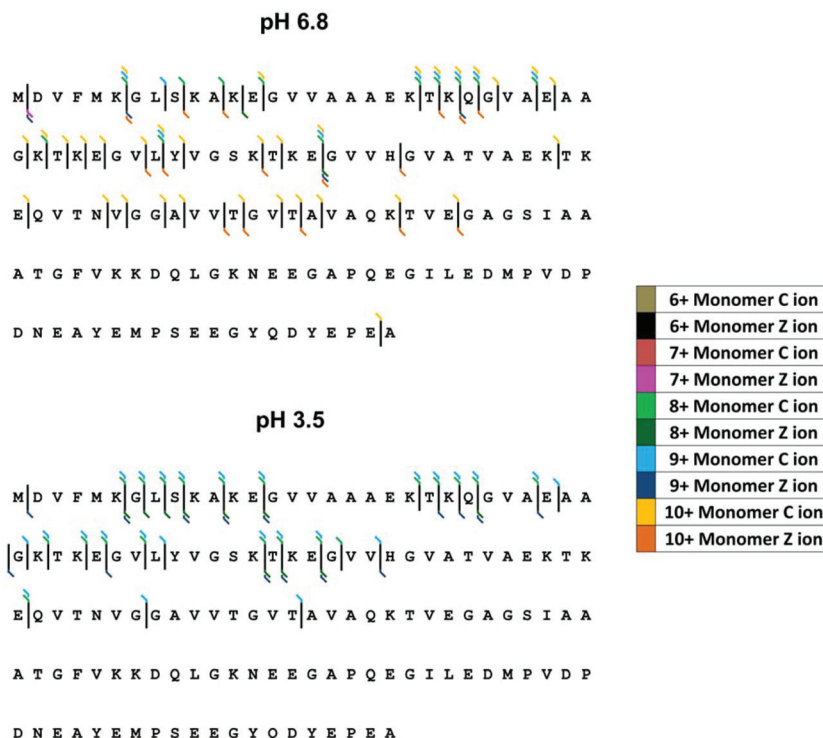 pH 6.8
M D V F M K G L S K A K E G V V A A A E K T K Q G V A E A A
G K T K E G V L Y V G S K T K E G V V H G V A T V A E K T K
E Q V T N V G G A V V T G V T A V A Q K T V E G A G S I A A
A T G F V K K D Q L G K N E E G A P Q E G I L E D M P V D P
D N E A Y E M P S E E G Y Q D Y E P E A
pH 3.5
M D V F M K G L S K A K E G V V A A A E K T K Q G V A E A A
G K T K E G V L Y V G S K T K E G V V H G V A T V A E K T K
E Q V T N V G G A V V T G V T A V A Q K T V E G A G S I A A
A T G F V K K D Q L G K N E E G A P Q E G I L E D M P V D P
D N E A Y E M P S E E G Y Q D Y E P E A
6+ Monomer C ion
6+ Monomer Z ion
7+ Monomer C ion
7+ Monomer Z ion
8+ Monomer C ion
8+ Monomer Z ion
9+ Monomer C ion
9+ Monomer Z ion
10+ Monomer C ion
10+ Monomer Z ion